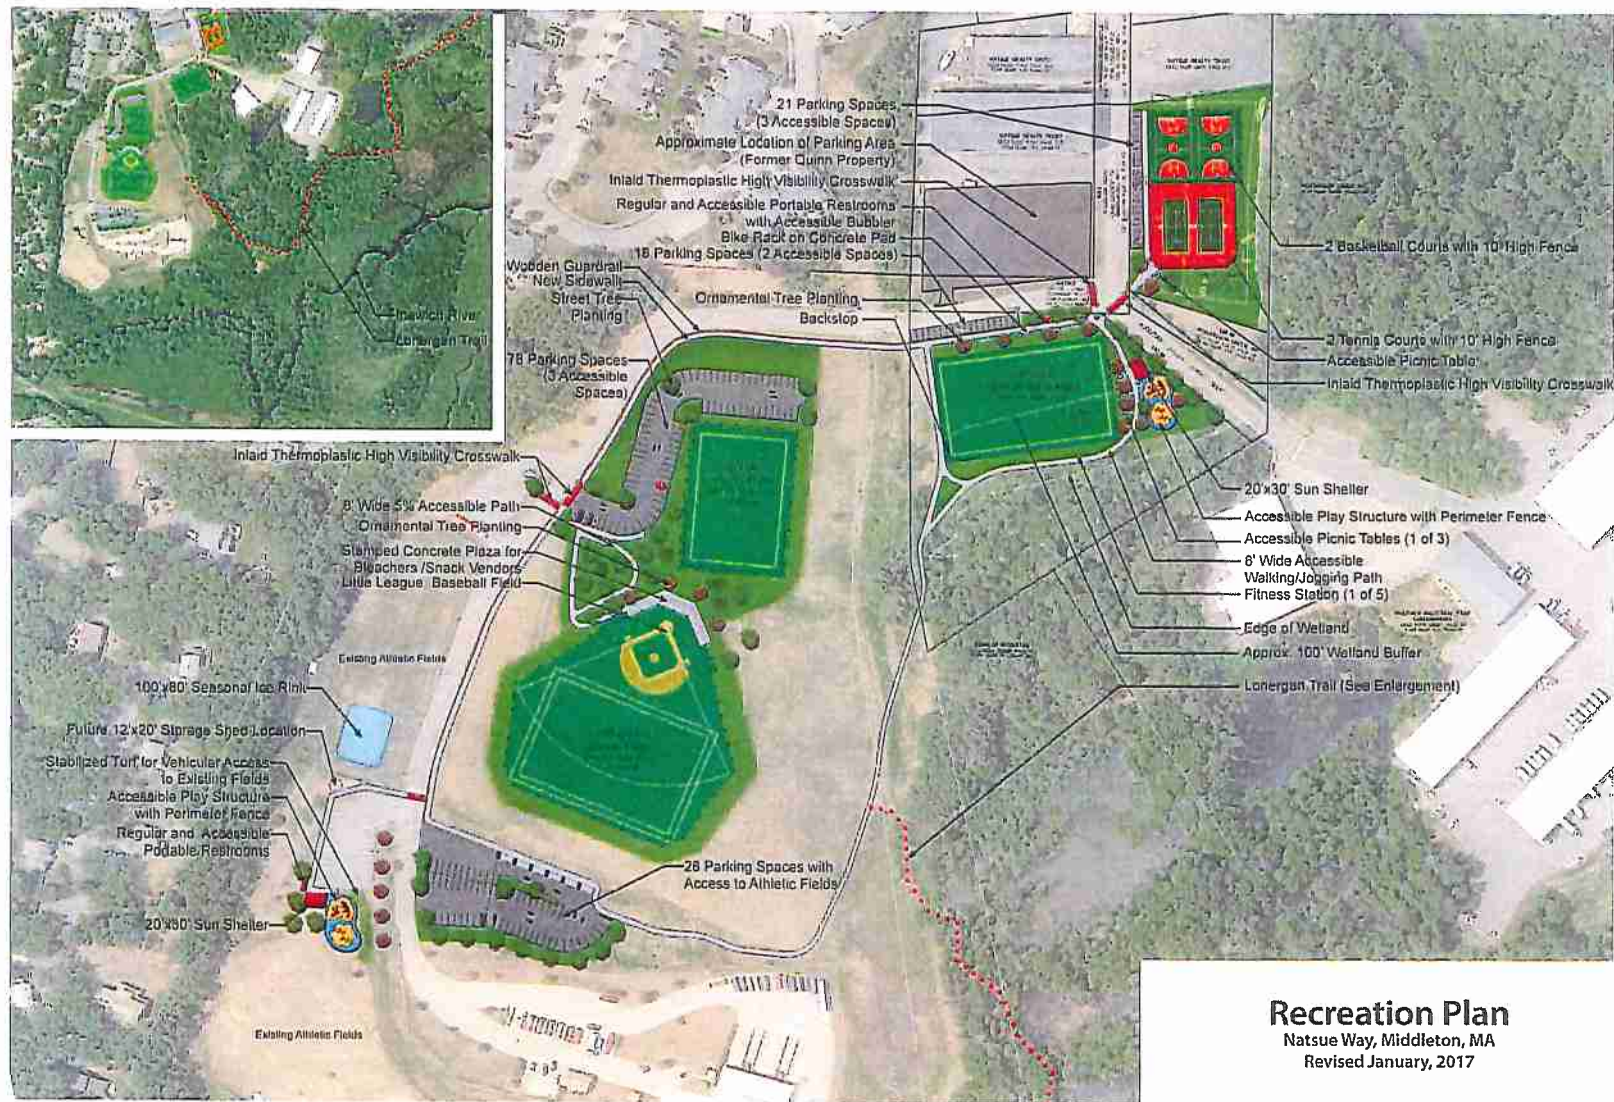 Ipswich River
Lonergan Trail
21 Parking Spaces
(3 Accessible Spaces)
Approximate Location of Parking Area
(Former Quinn Property)
Inlaid Thermoplastic High Visibility Crosswalk
Regular and Accessible Portable Restrooms
with Accessible Bubbler
Bike Rack on Concrete Pad
18 Parking Spaces (2 Accessible Spaces)
Wooden Guardrail
New Sidewalk
Street Tree
Planting
Ornamental Tree Planting
Backstop
78 Parking Spaces
(3 Accessible
Spaces)
Inlaid Thermoplastic High Visibility Crosswalk
8' Wide 5% Accessible Path
Ornamental Tree Planting
Stamped Concrete Plaza for
Bleachers /Snack Vendors
Little League Baseball Field
Existing Athletic Fields
100'x80' Seasonal Ice Rink
Future 12'x20' Storage Shed Location
Stabilized Turf for Vehicular Access
to Existing Fields
Accessible Play Structure
with Perimeter Fence
Regular and Accessible
Portable Restrooms
20'x30' Sun Shelter
Existing Athletic Fields
28 Parking Spaces with
Access to Athletic Fields
2 Basketball Courts with 10' High Fence
2 Tennis Courts with 10' High Fence
Accessible Picnic Table
Inlaid Thermoplastic High Visibility Crosswalk
20'x30' Sun Shelter
Accessible Play Structure with Perimeter Fence
Accessible Picnic Tables (1 of 3)
8' Wide Accessible
Walking/Jogging Path
Fitness Station (1 of 5)
Edge of Wetland
Approx. 100' Wetland Buffer
Lonergan Trail (See Enlargement)
Recreation Plan
Natsue Way, Middleton, MA
Revised January, 2017